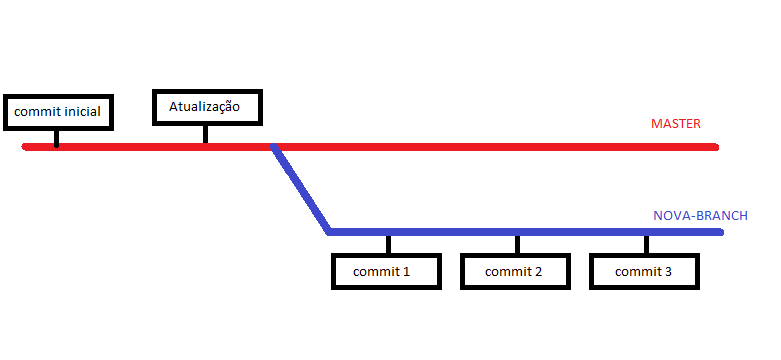 commit inicial
Atualização
MASTER
NOVA-BRANCH
commit 1
commit 2
commit 3